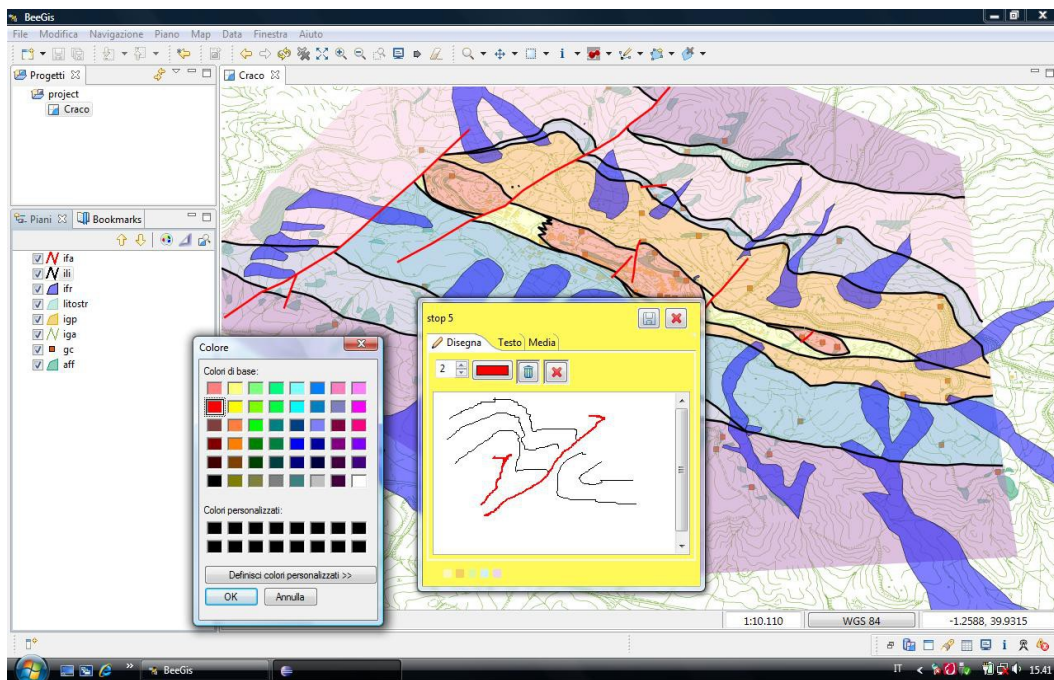 BeeGis
File Modifica Navigazione Piano Map Data Finestra Aiuto
Progetti
Craco
project
Craco
Piani Bookmarks
ifa
ili
ifr
litostr
igp
iga
gc
aff
Colore
Colori di base:
Colori personalizzati:
Definisci colori personalizzati >>
OK Annulla
stop 5
Disegna Testo Media
2
1:10.110 WGS 84 -1.2588, 39.9315
BeeGis
IT 15.41